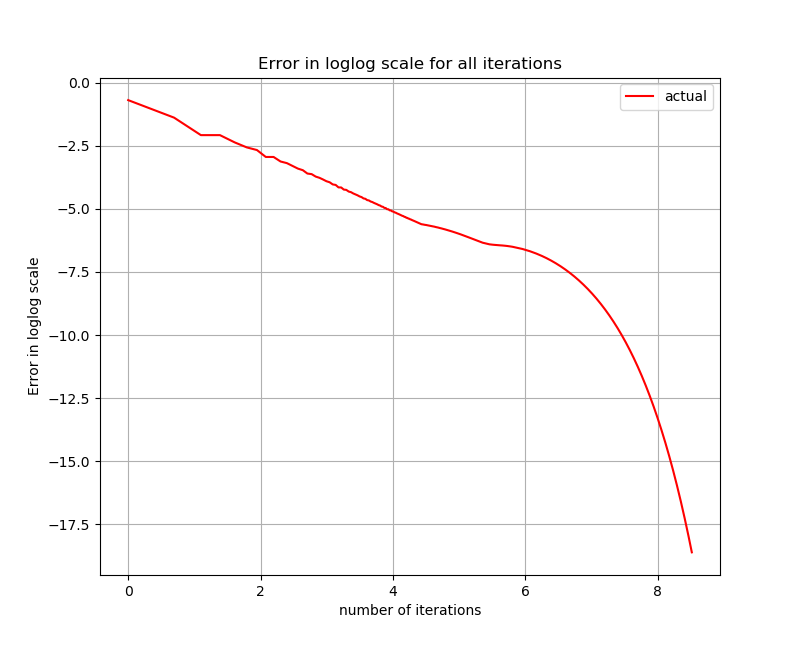 Error in loglog scale for all iterations
actual
0.0
−2.5
−5.0
−7.5
−10.0
−12.5
−15.0
−17.5
Error in loglog scale
0 2 4 6 8
number of iterations